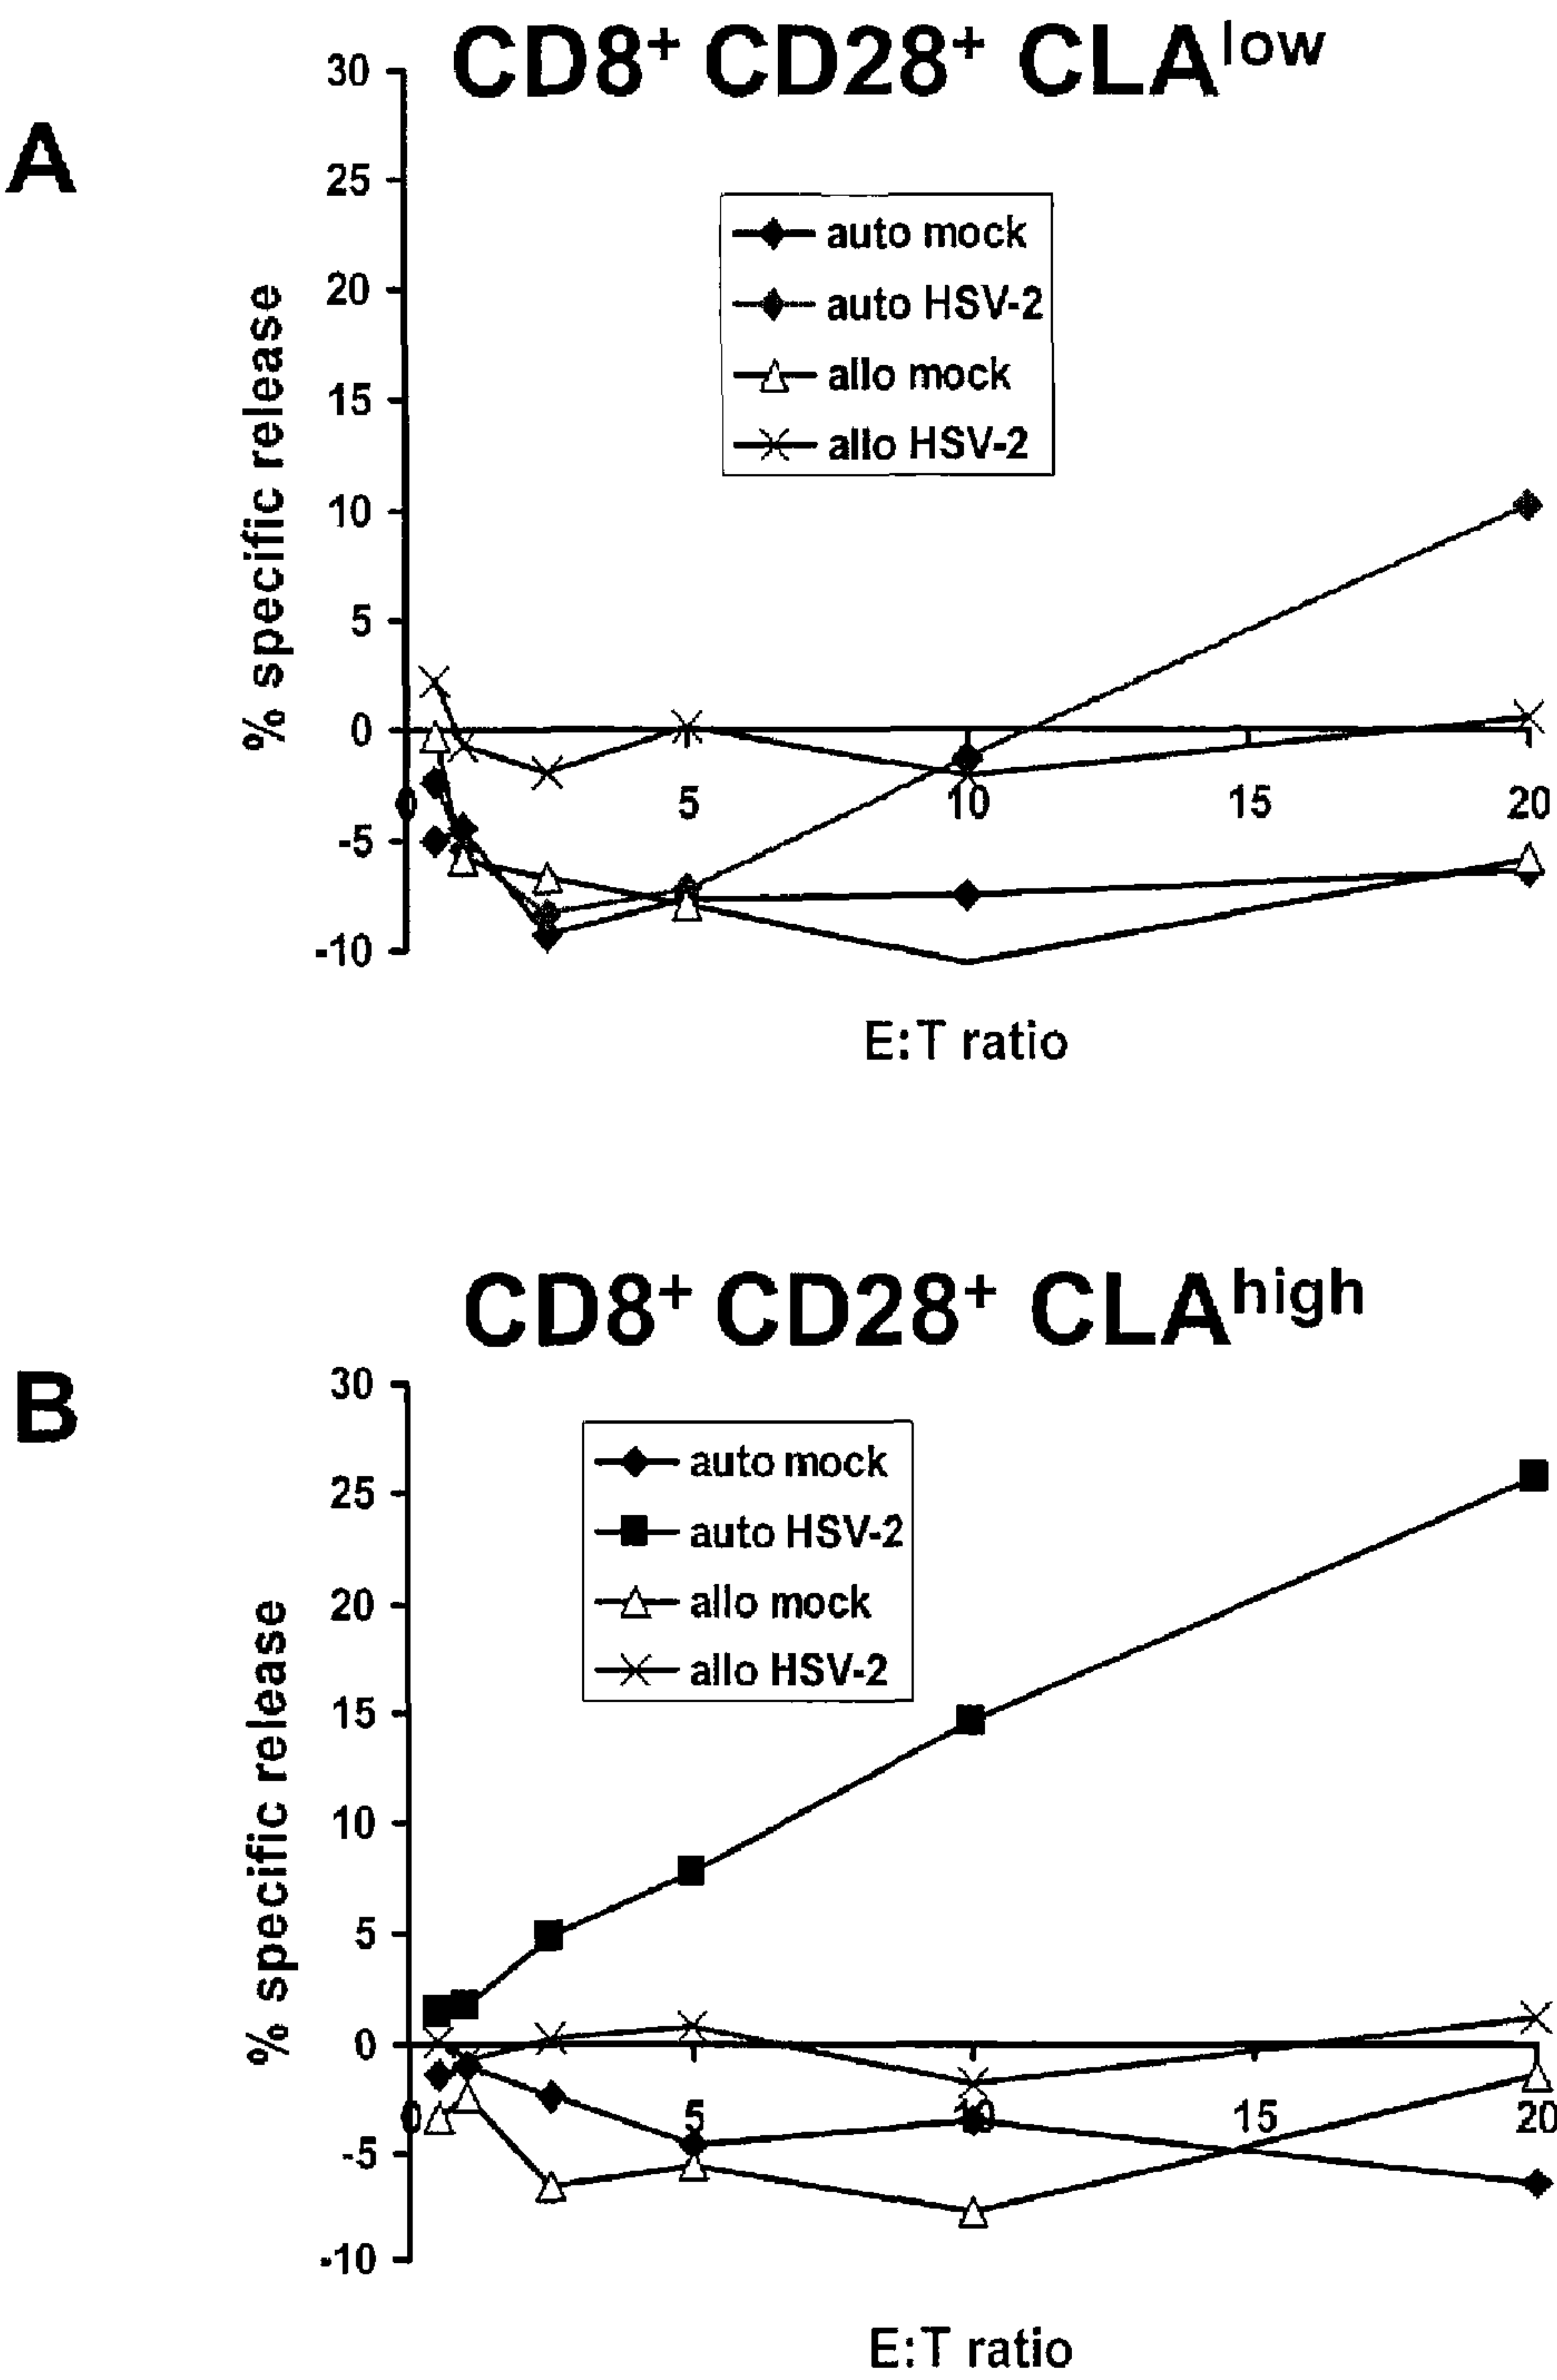 CD8+ CD28+ CLAlow
A
30
25
20
15
10
5
0
-5
-10
% specific release
auto mock
auto HSV-2
allo mock
allo HSV-2
0 5 10 15 20
E:T ratio
CD8+ CD28+ CLAhigh
B
30
25
20
15
10
5
0
-5
-10
% specific release
auto mock
auto HSV-2
allo mock
allo HSV-2
0 5 10 15 20
E:T ratio